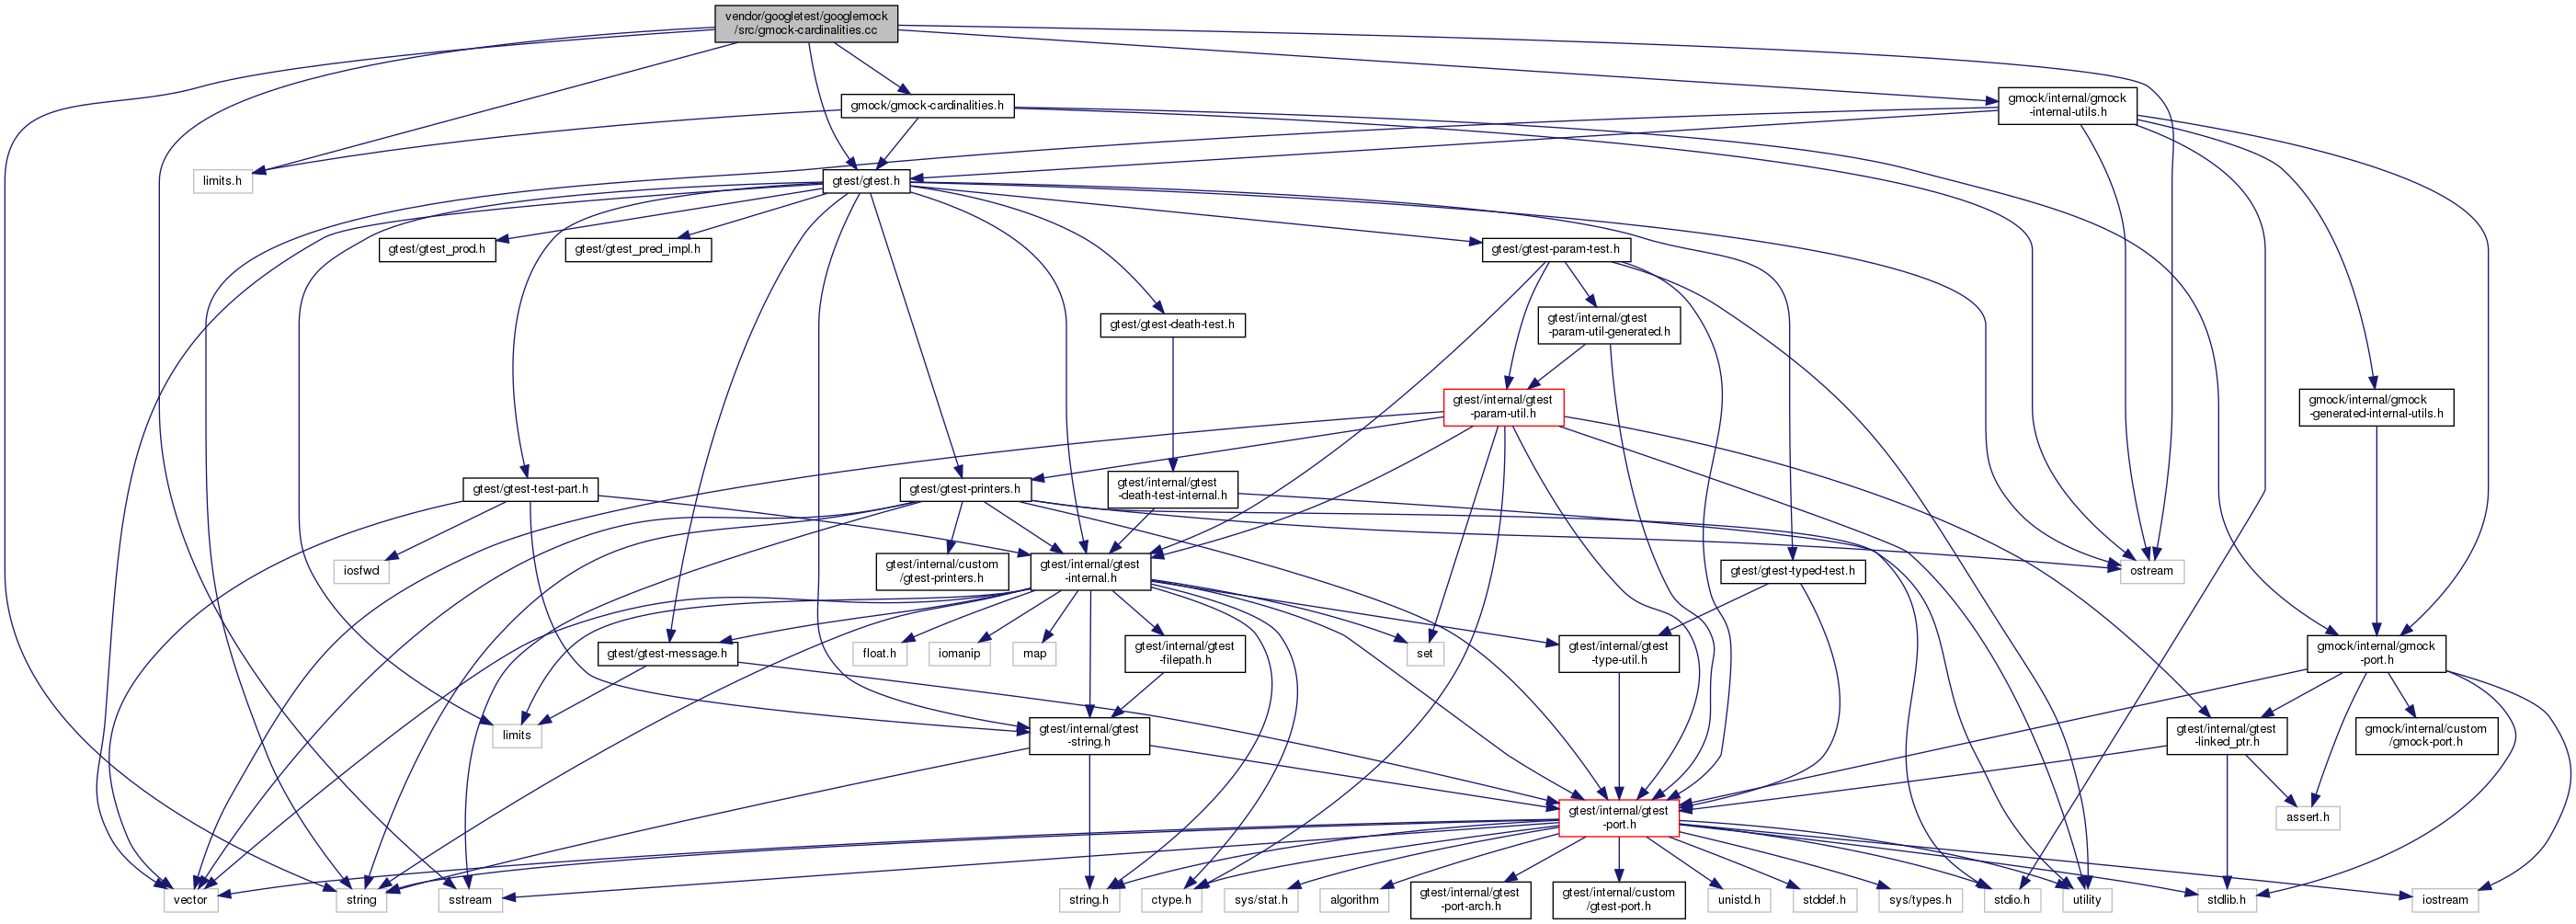 vendor/googletest/googlemock
/src/gmock-cardinalities.cc
gmock/gmock-cardinalities.h
gmock/internal/gmock
-internal-utils.h
limits.h
gtest/gtest.h
gtest/gtest_prod.h
gtest/gtest_pred_impl.h
gtest/gtest-param-test.h
gtest/gtest-death-test.h
gtest/internal/gtest
-param-util-generated.h
gtest/internal/gtest
-param-util.h
gmock/internal/gmock
-generated-internal-utils.h
gtest/gtest-test-part.h
gtest/gtest-printers.h
gtest/internal/gtest
-death-test-internal.h
iosfwd
gtest/internal/custom
/gtest-printers.h
gtest/internal/gtest
-internal.h
gtest/gtest-typed-test.h
ostream
gtest/gtest-message.h
float.h
iomanip
map
gtest/internal/gtest
-filepath.h
set
gtest/internal/gtest
-type-util.h
gmock/internal/gmock
-port.h
limits
gtest/internal/gtest
-string.h
gtest/internal/gtest
-linked_ptr.h
gmock/internal/custom
/gmock-port.h
gtest/internal/gtest
-port.h
assert.h
vector
string
sstream
string.h
ctype.h
sys/stat.h
algorithm
gtest/internal/gtest
-port-arch.h
gtest/internal/custom
/gtest-port.h
unistd.h
stddef.h
sys/types.h
stdio.h
utility
stdlib.h
iostream